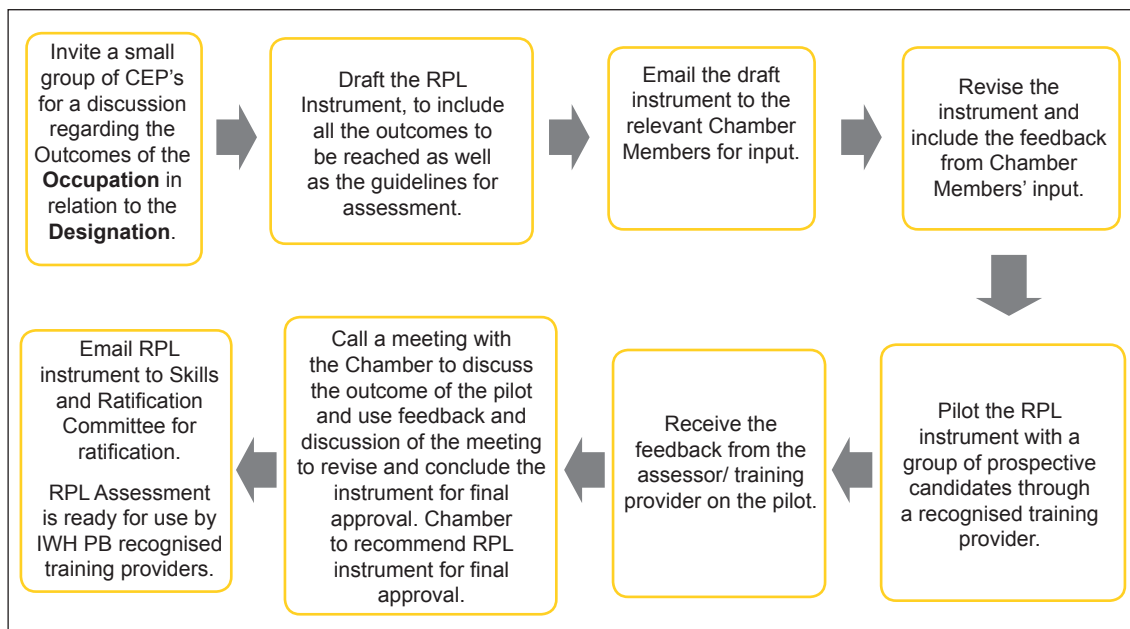 Invite a small
group of CEP's
for a discussion
regarding the
Outcomes of the
Occupation in
relation to the
Designation.
Draft the RPL
Instrument, to include
all the outcomes to
be reached as well
as the guidelines for
assessment.
Email the draft
instrument to the
relevant Chamber
Members for input.
Revise the
instrument and
include the feedback
from Chamber
Members' input.
Pilot the RPL
instrument with a
group of prospective
candidates through
a recognised training
provider.
Receive the
feedback from the
assessor/ training
provider on the pilot.
Call a meeting with
the Chamber to discuss
the outcome of the pilot
and use feedback and
discussion of the meeting
to revise and conclude the
instrument for final
approval. Chamber
to recommend RPL
instrument for final
approval.
Email RPL
instrument to Skills
and Ratification
Committee for
ratification.
RPL Assessment
is ready for use by
IWH PB recognised
training providers.